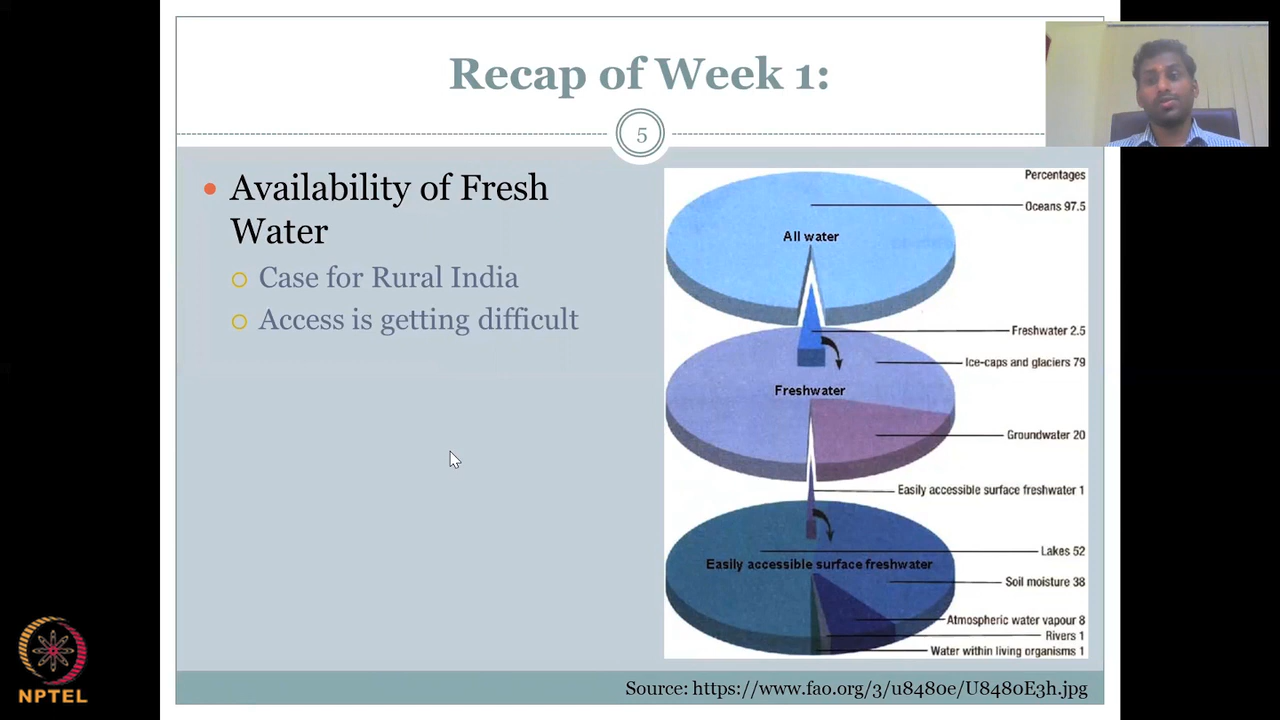 Recap of Week 1:
5
Availability of Fresh
Water
Case for Rural India
Access is getting difficult
Percentages
Oceans 97.5
All water
Freshwater 2.5
Ice-caps and glaciers 79
Freshwater
Groundwater 20
Easily accessible surface freshwater 1
Lakes 52
Easily accessible surface freshwater
Soil moisture 38
Atmospheric water vapour 8
Rivers 1
Water within living organisms 1
Source: https://www.fao.org/3/u8480e/U8480E3h.jpg
NPTEL